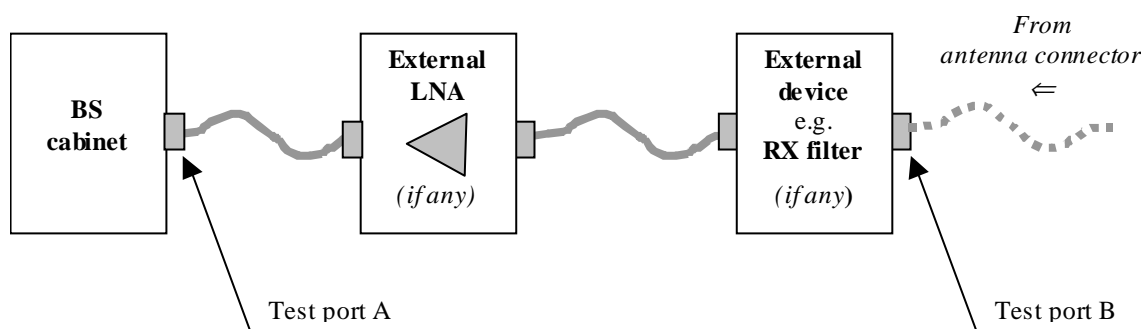 BS
cabinet
External
LNA
(if any)
External
device
e.g.
RX filter
(if any)
From
antenna connector
⇐
Test port A
Test port B